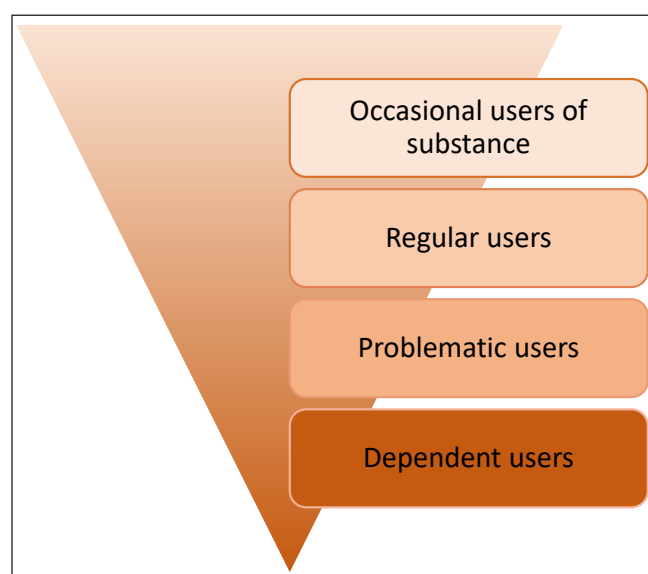 Occasional users of
substance
Regular users
Problematic users
Dependent users